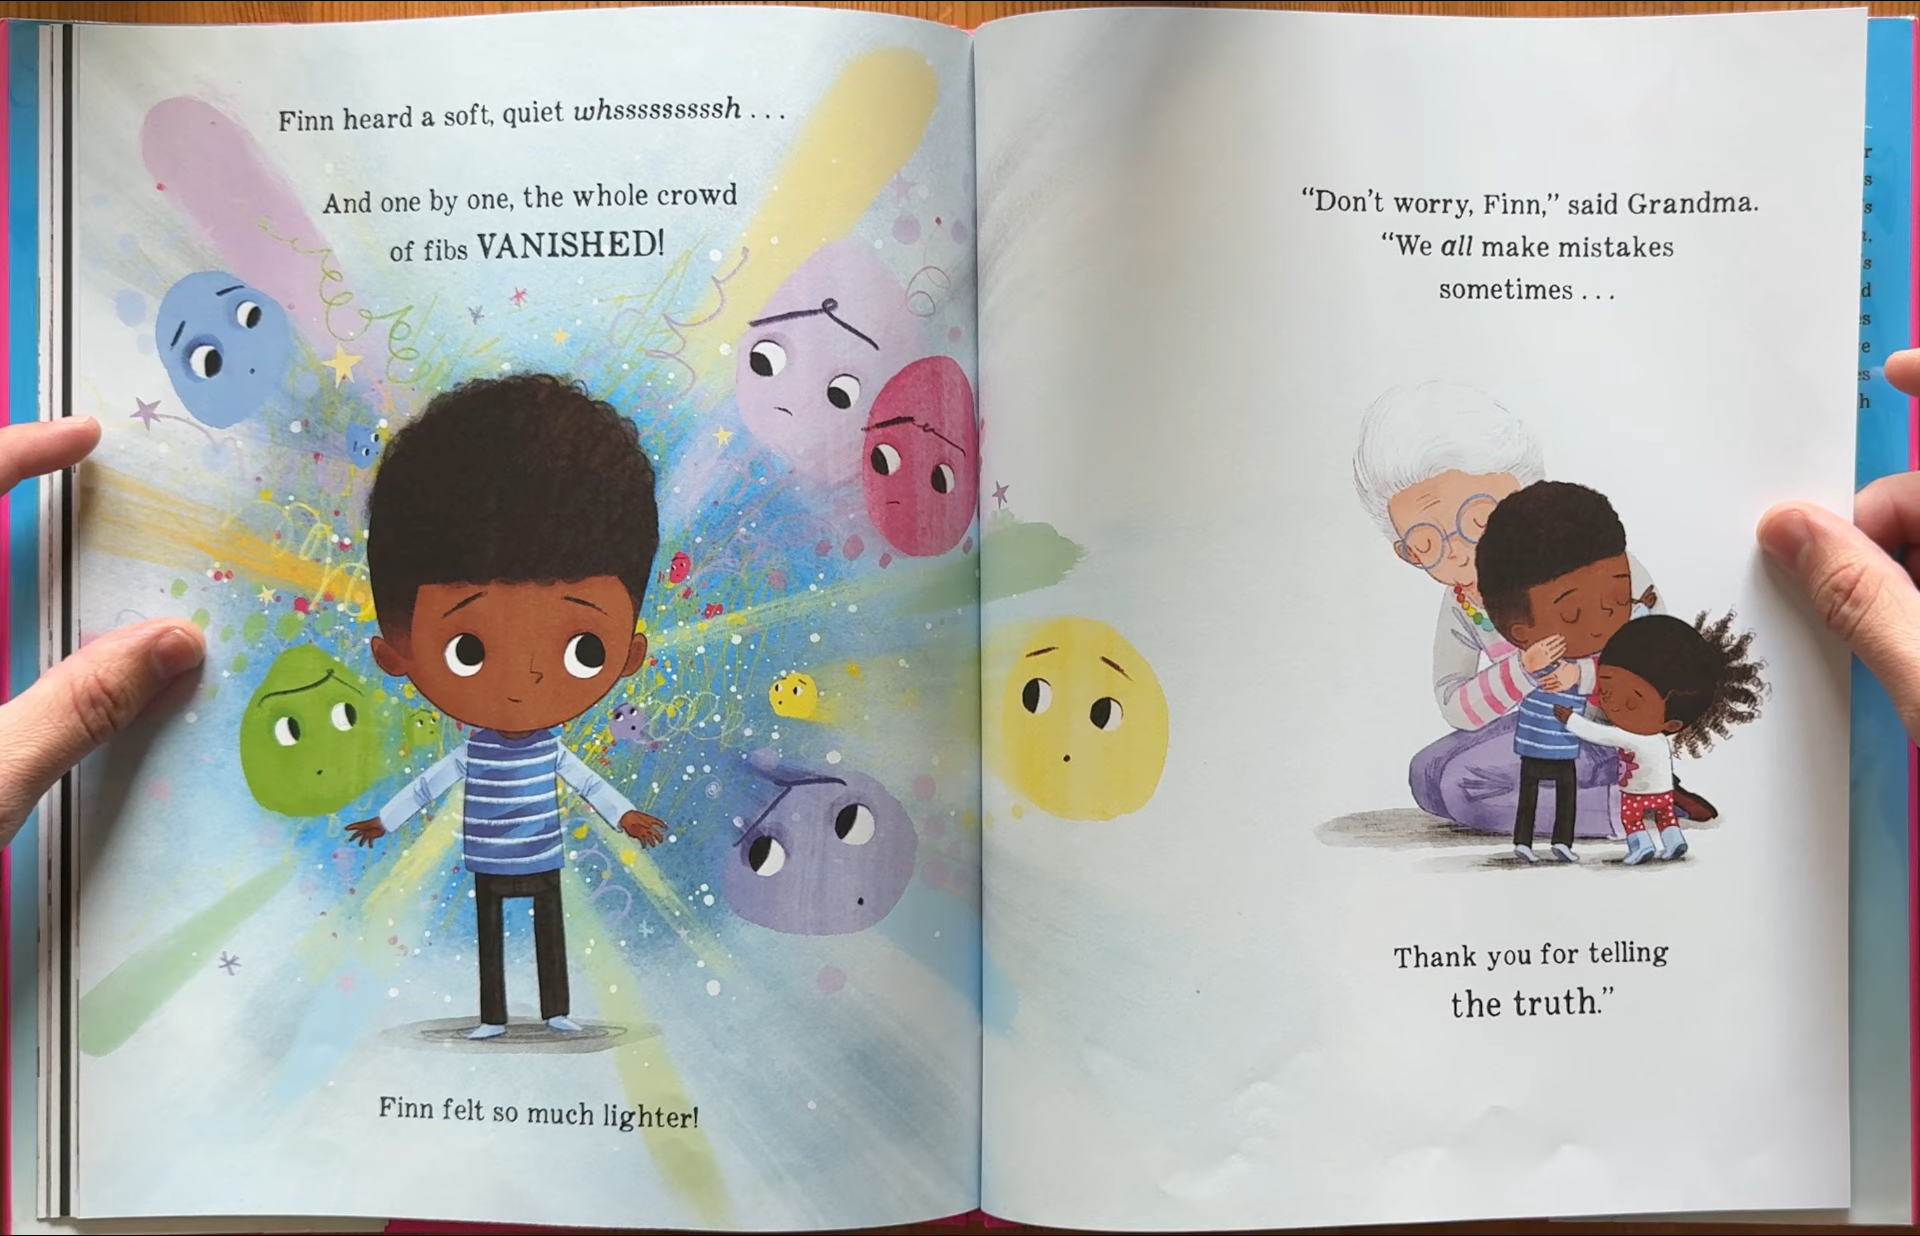 Finn heard a soft, quiet whsssssssssh . . .
And one by one, the whole crowd
of fibs VANISHED!
Finn felt so much lighter!
“Don’t worry, Finn,” said Grandma.
“We all make mistakes
sometimes . . .
Thank you for telling
the truth.”